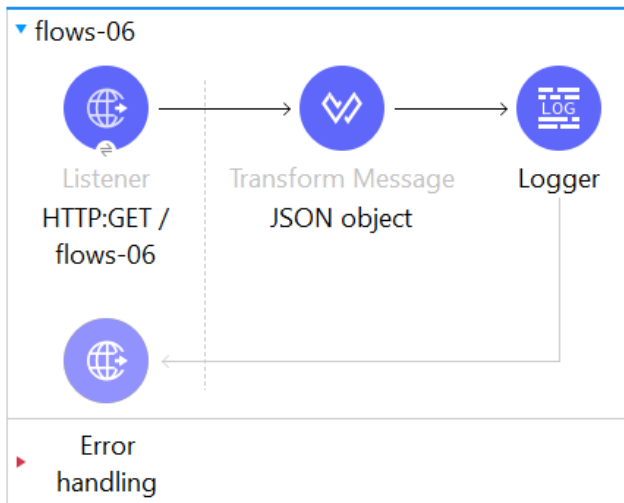 flows-06
LOG
Listener
Transform Message
Logger
HTTP:GET /
flows-06
JSON object
Error
handling